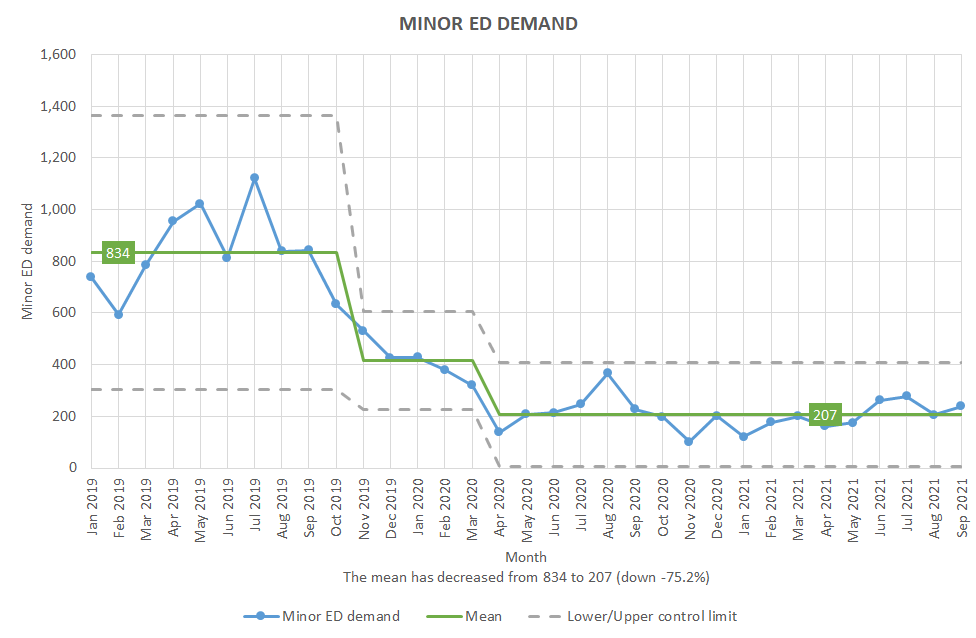 MINOR ED DEMAND
1,600
1,400
1,200
1,000
800
600
400
200
0
Minor ED demand
834
207
Jan 2019
Feb 2019
Mar 2019
Apr 2019
May 2019
Jun 2019
Jul 2019
Aug 2019
Sep 2019
Oct 2019
Nov 2019
Dec 2019
Jan 2020
Feb 2020
Mar 2020
Apr 2020
May 2020
Jun 2020
Jul 2020
Aug 2020
Sep 2020
Oct 2020
Nov 2020
Dec 2020
Jan 2021
Feb 2021
Mar 2021
Apr 2021
May 2021
Jun 2021
Jul 2021
Aug 2021
Sep 2021
Month
The mean has decreased from 834 to 207 (down -75.2%)
Minor ED demand Mean Lower/Upper control limit